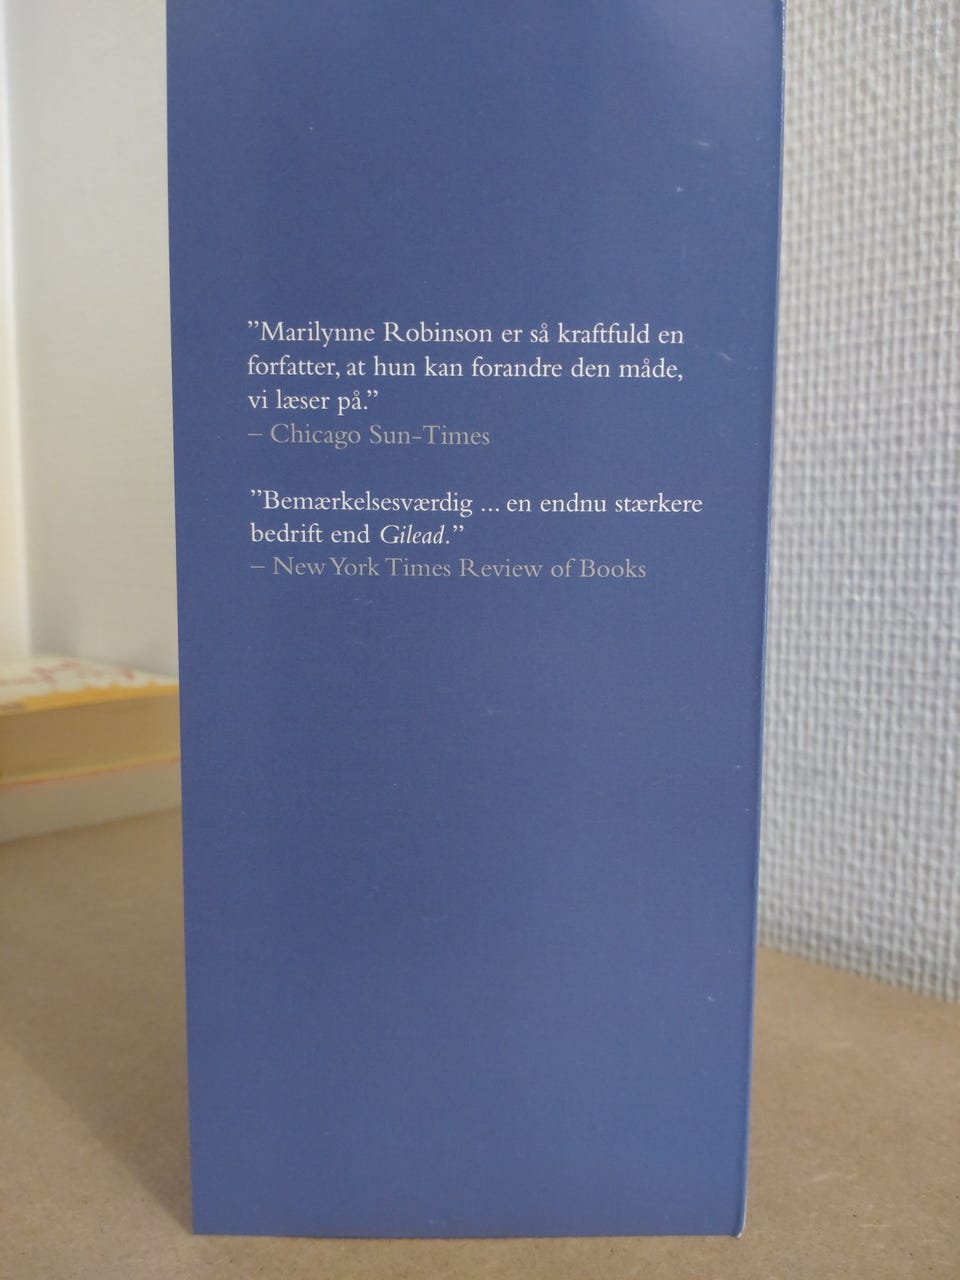 ”Marilynne Robinson er så kraftfuld en
forfatter, at hun kan forandre den måde,
vi læser på.”
– Chicago Sun-Times
”Bemærkelsesværdig ... en endnu stærkere
bedrift end Gilead.”
– New York Times Review of Books